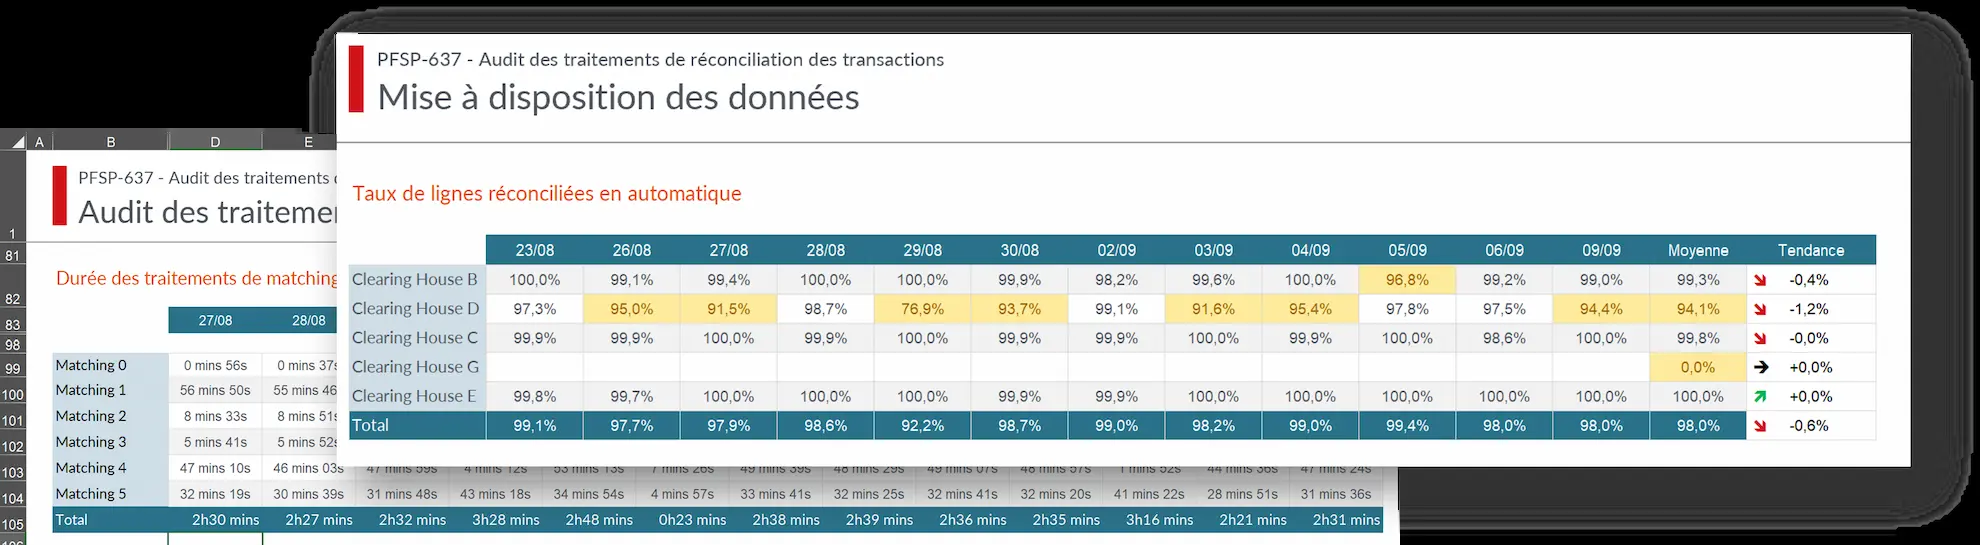 PFSP-637 - Audit des traitements de réconciliation des transactions
Mise à disposition des données
Taux de lignes réconciliées en automatique
23/08 26/08 27/08 28/08 29/08 30/08 02/09 03/09 04/09 05/09 06/09 09/09 Moyenne Tendance
Clearing House B 100,0% 99,1% 99,4% 100,0% 100,0% 99,9% 98,2% 99,6% 100,0% 96,8% 99,2% 99,0% 99,3% -0,4%
Clearing House D 97,3% 95,0% 91,5% 98,7% 76,9% 93,7% 99,1% 91,6% 95,4% 97,8% 97,5% 94,4% 94,1% -1,2%
Clearing House C 99,9% 99,9% 100,0% 99,9% 100,0% 99,9% 99,9% 100,0% 99,9% 100,0% 98,6% 100,0% 99,8% -0,0%
Clearing House G 0,0% +0,0%
Clearing House E 99,8% 99,7% 100,0% 100,0% 100,0% 99,9% 99,9% 100,0% 100,0% 100,0% 100,0% 100,0% 100,0% +0,0%
Total 99,1% 97,7% 97,9% 98,6% 92,2% 98,7% 99,0% 98,2% 99,0% 99,4% 98,0% 98,0% 98,0% -0,6%
A B D E
1 PFSP-637 - Audit des traitements
Audit des traiteme
81
82 Durée des traitements de matching
83 27/08 28/08
98
99 Matching 0 0 mins 56s 0 mins 37s
100 Matching 1 56 mins 50s 55 mins 46
101 Matching 2 8 mins 33s 8 mins 51s
102 Matching 3 5 mins 41s 5 mins 52s
103 Matching 4 47 mins 10s 46 mins 03s 47 mins 59s 4 mins 12s 53 mins 13s 7 mins 26s 49 mins 39s 48 mins 29s 49 mins 07s 48 mins 57s 1 mins 52s 44 mins 36s 47 mins 24s
104 Matching 5 32 mins 19s 30 mins 39s 31 mins 48s 43 mins 18s 34 mins 54s 4 mins 57s 33 mins 41s 32 mins 25s 32 mins 41s 32 mins 20s 41 mins 22s 28 mins 51s 31 mins 36s
105 Total 2h30 mins 2h27 mins 2h32 mins 3h28 mins 2h48 mins 0h23 mins 2h38 mins 2h39 mins 2h36 mins 2h35 mins 3h16 mins 2h21 mins 2h31 mins